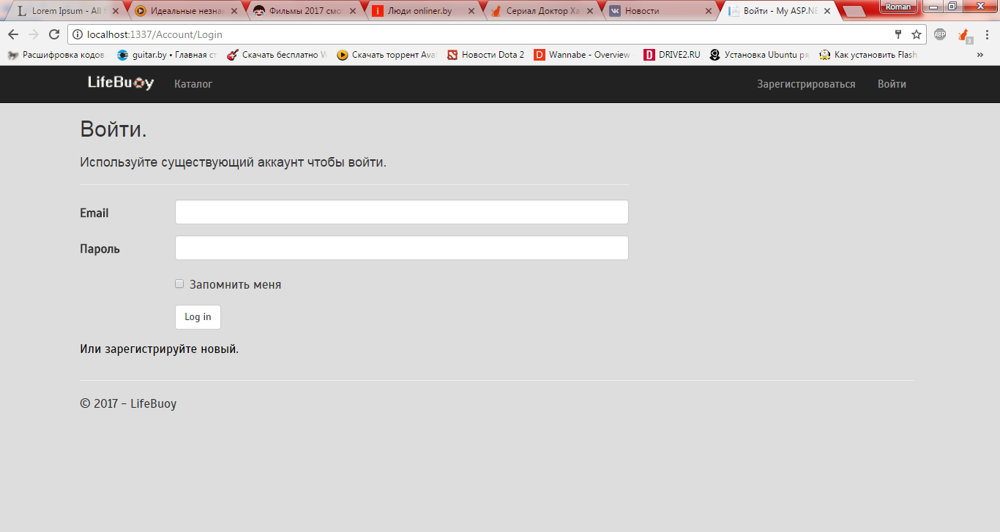 Lorem Ipsum - All
Идеальные незна
Фильмы 2017 смо
Люди onliner.by
Сериал Доктор Ха
Новости
Войти - My ASP.NE
Roman
localhost:1337/Account/Login
ABP
3
Расшифровка кодов
guitar.by • Главная ст
Скачать бесплатно
Скачать торрент Ava
Новости Dota 2
Wannabe - Overview
DRIVE2.RU
Установка Ubuntu ря
Как установить Flash
»
LifeBuoy
Каталог
Зарегистрироваться
Войти
Войти.
Используйте существующий аккаунт чтобы войти.
Email
Пароль
Запомнить меня
Log in
Или зарегистрируйте новый.
© 2017 - LifeBuoy